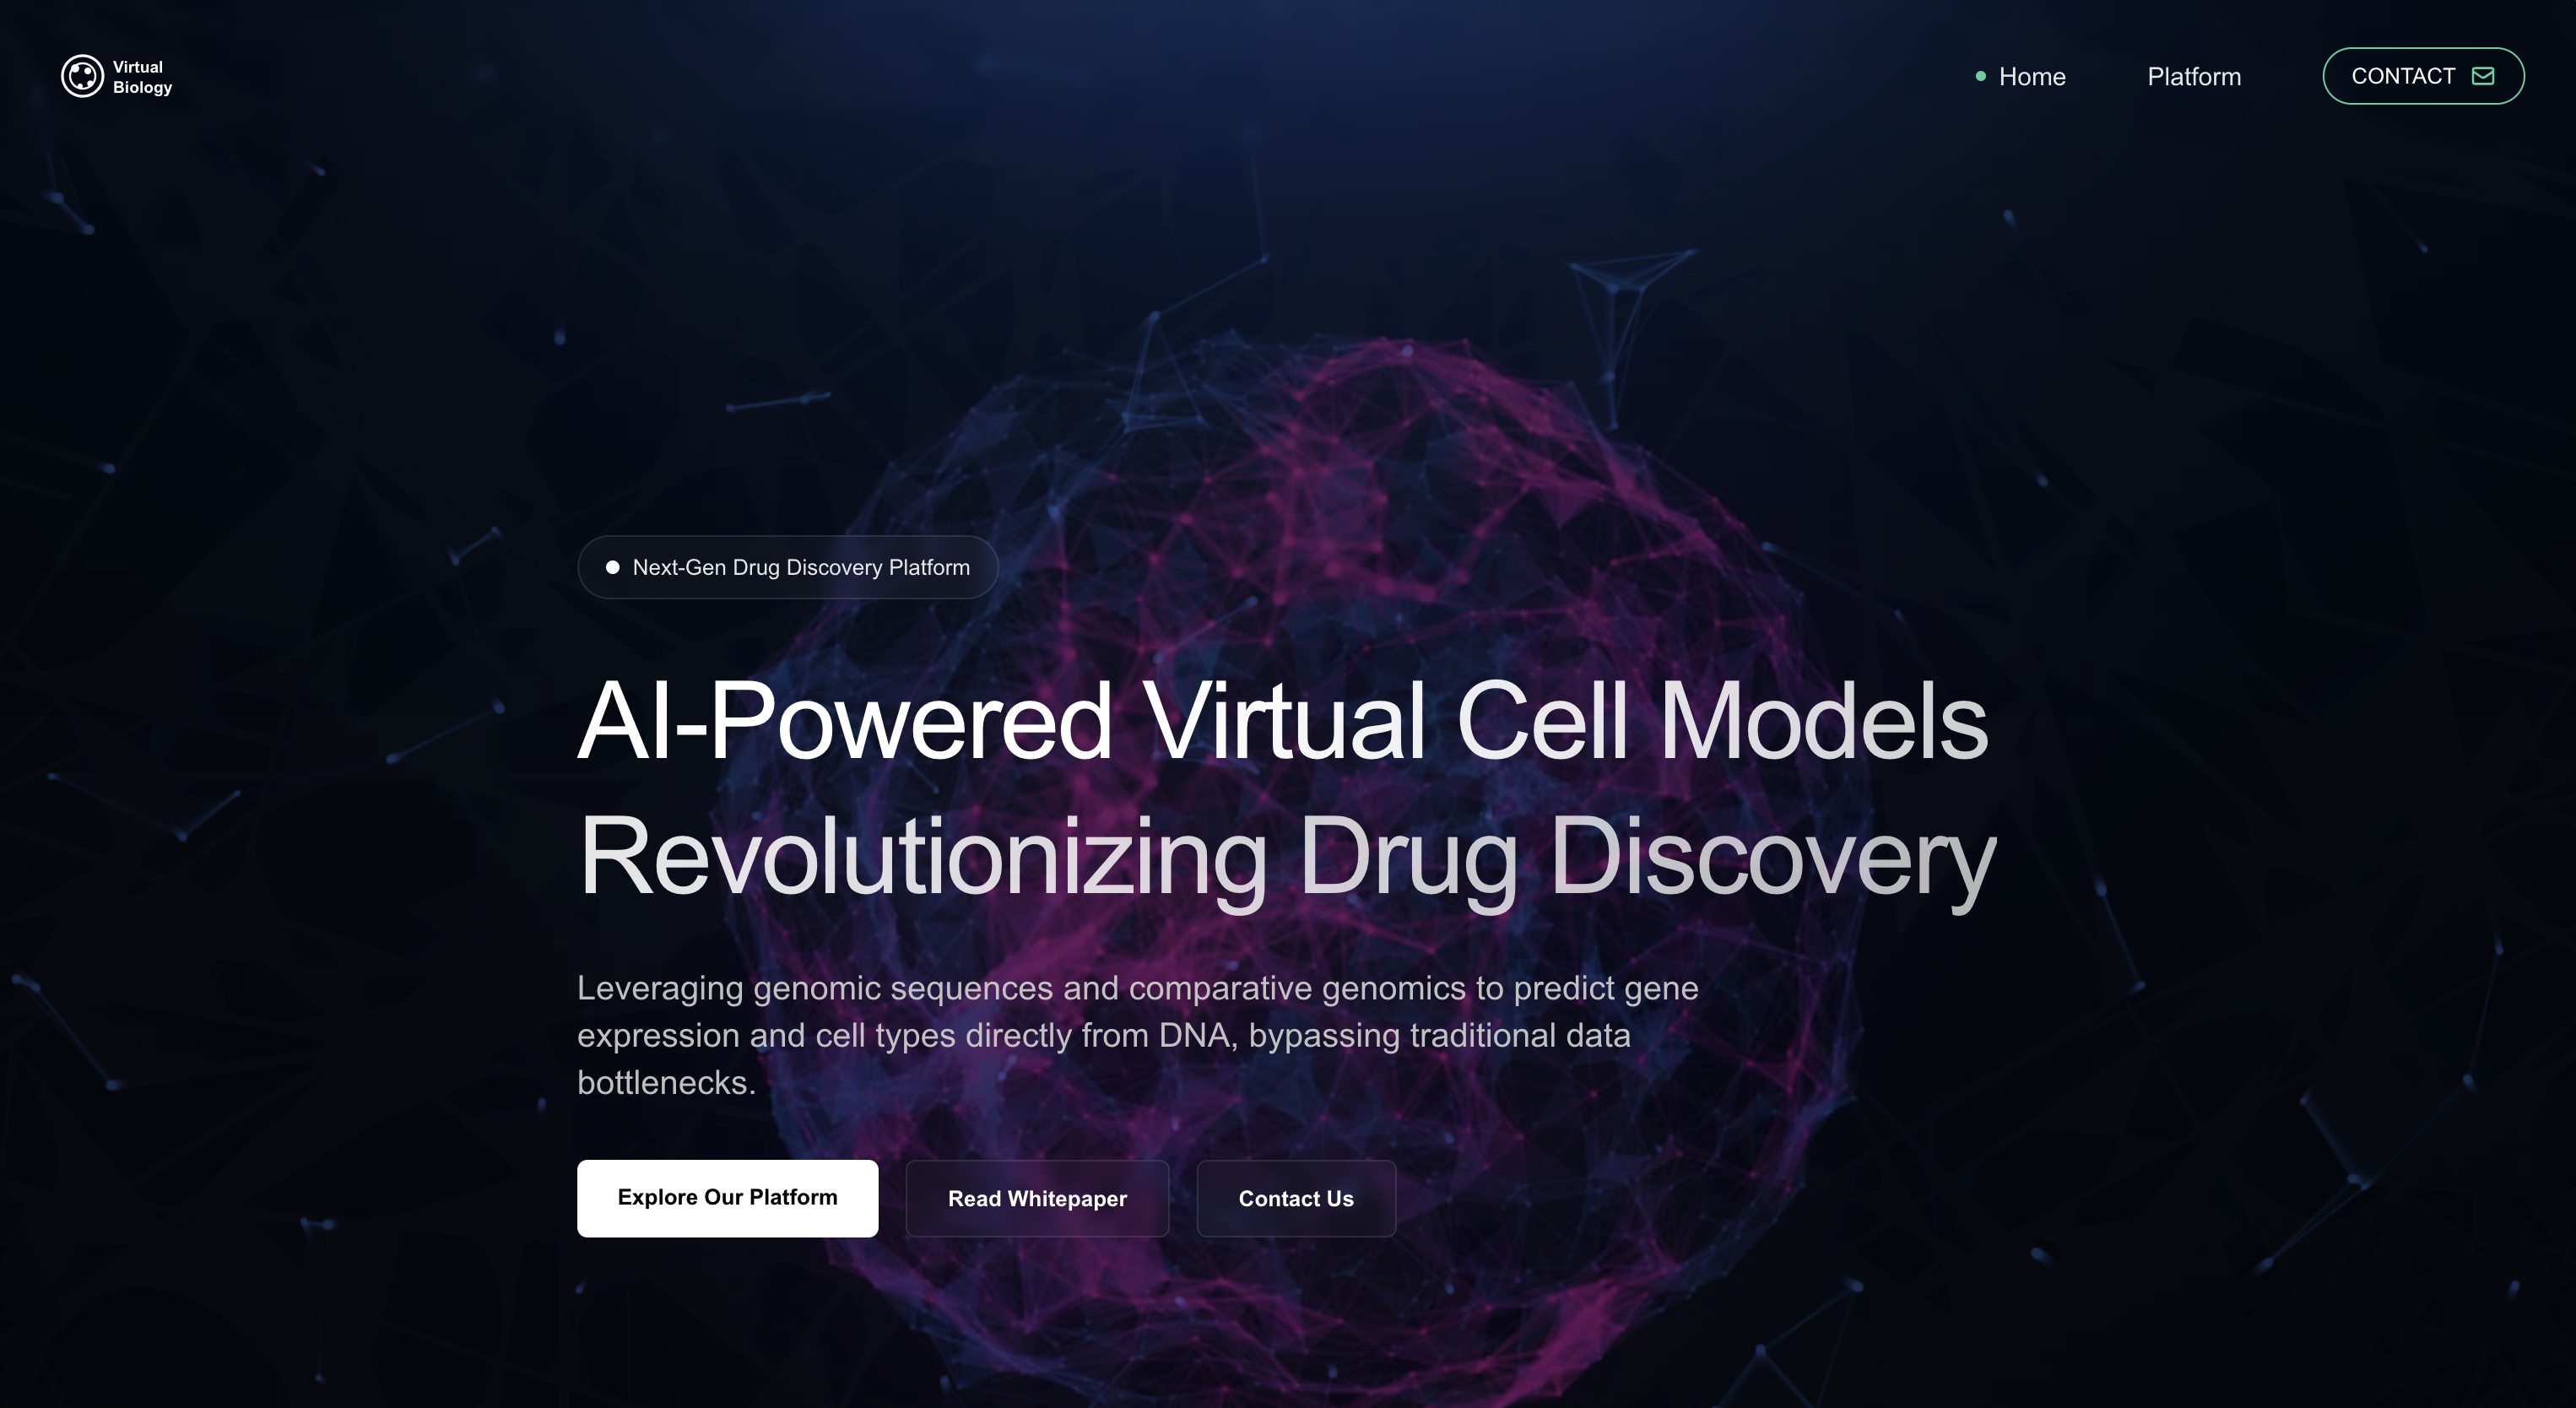 Virtual
Biology
Home
Platform
CONTACT
Next-Gen Drug Discovery Platform
AI-Powered Virtual Cell Models
Revolutionizing Drug Discovery
Leveraging genomic sequences and comparative genomics to predict gene
expression and cell types directly from DNA, bypassing traditional data
bottlenecks.
Explore Our Platform
Read Whitepaper
Contact Us